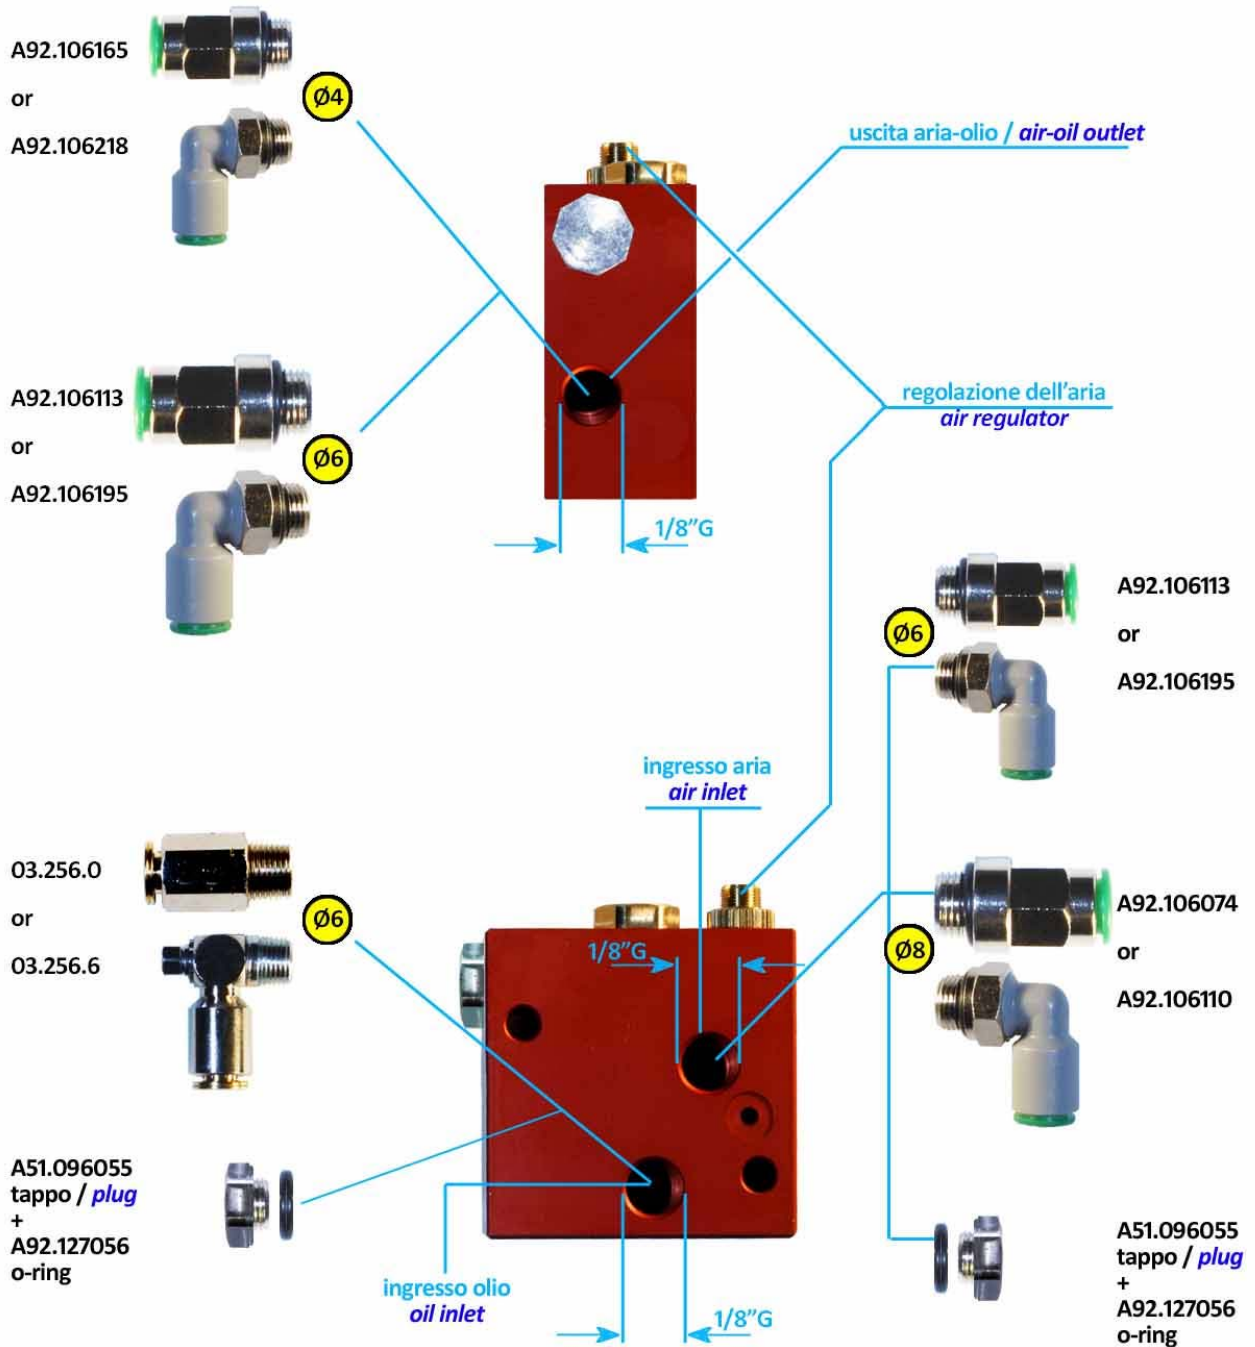 A92.106165
or
A92.106218
Ø4
uscita aria-olio / air-oil outlet
A92.106113
or
A92.106195
Ø6
regolazione dell'aria
air regulator
1/8"G
A92.106113
or
A92.106195
Ø6
ingresso aria
air inlet
03.256.0
or
03.256.6
Ø6
1/8"G
A92.106074
or
A92.106110
Ø8
A51.096055
tappo / plug
+
A92.127056
o-ring
ingresso olio
oil inlet
1/8"G
A51.096055
tappo / plug
+
A92.127056
o-ring